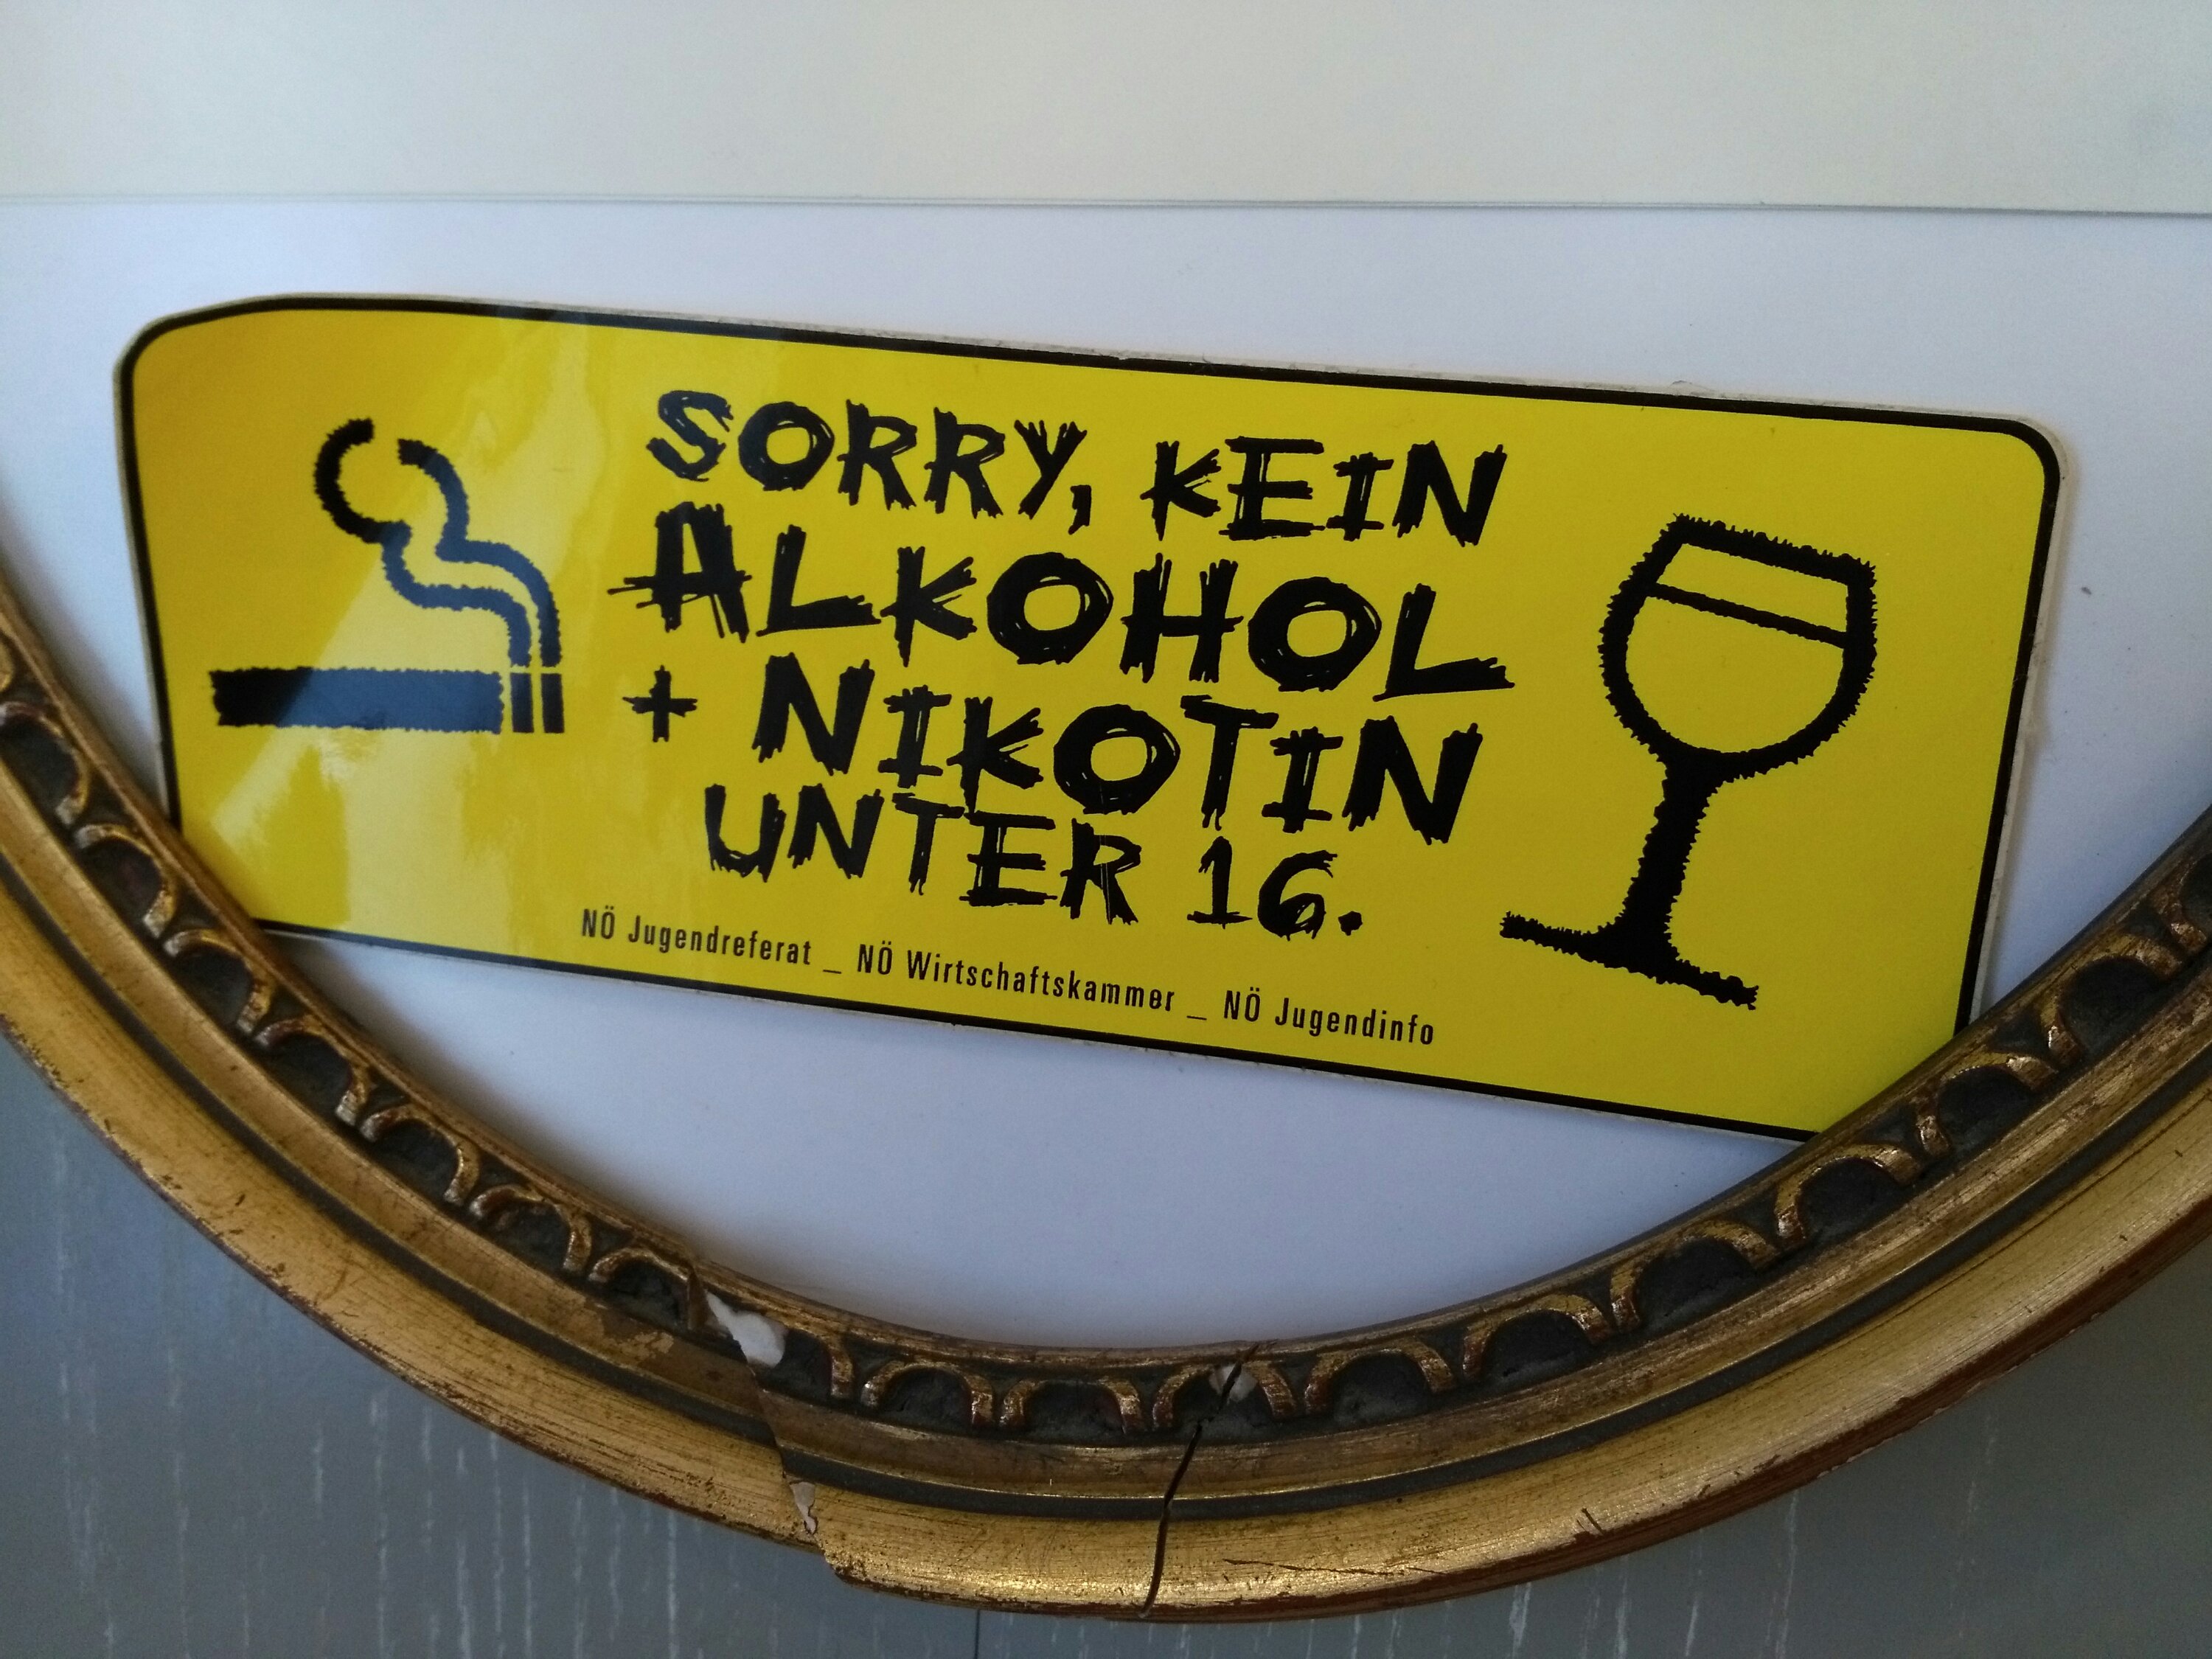 SORRY, KEIN
ALKOHOL
+ NIKOTIN
UNTER 16.
NÖ Jugendreferat _ NÖ Wirtschaftskammer _ NÖ Jugendinfo